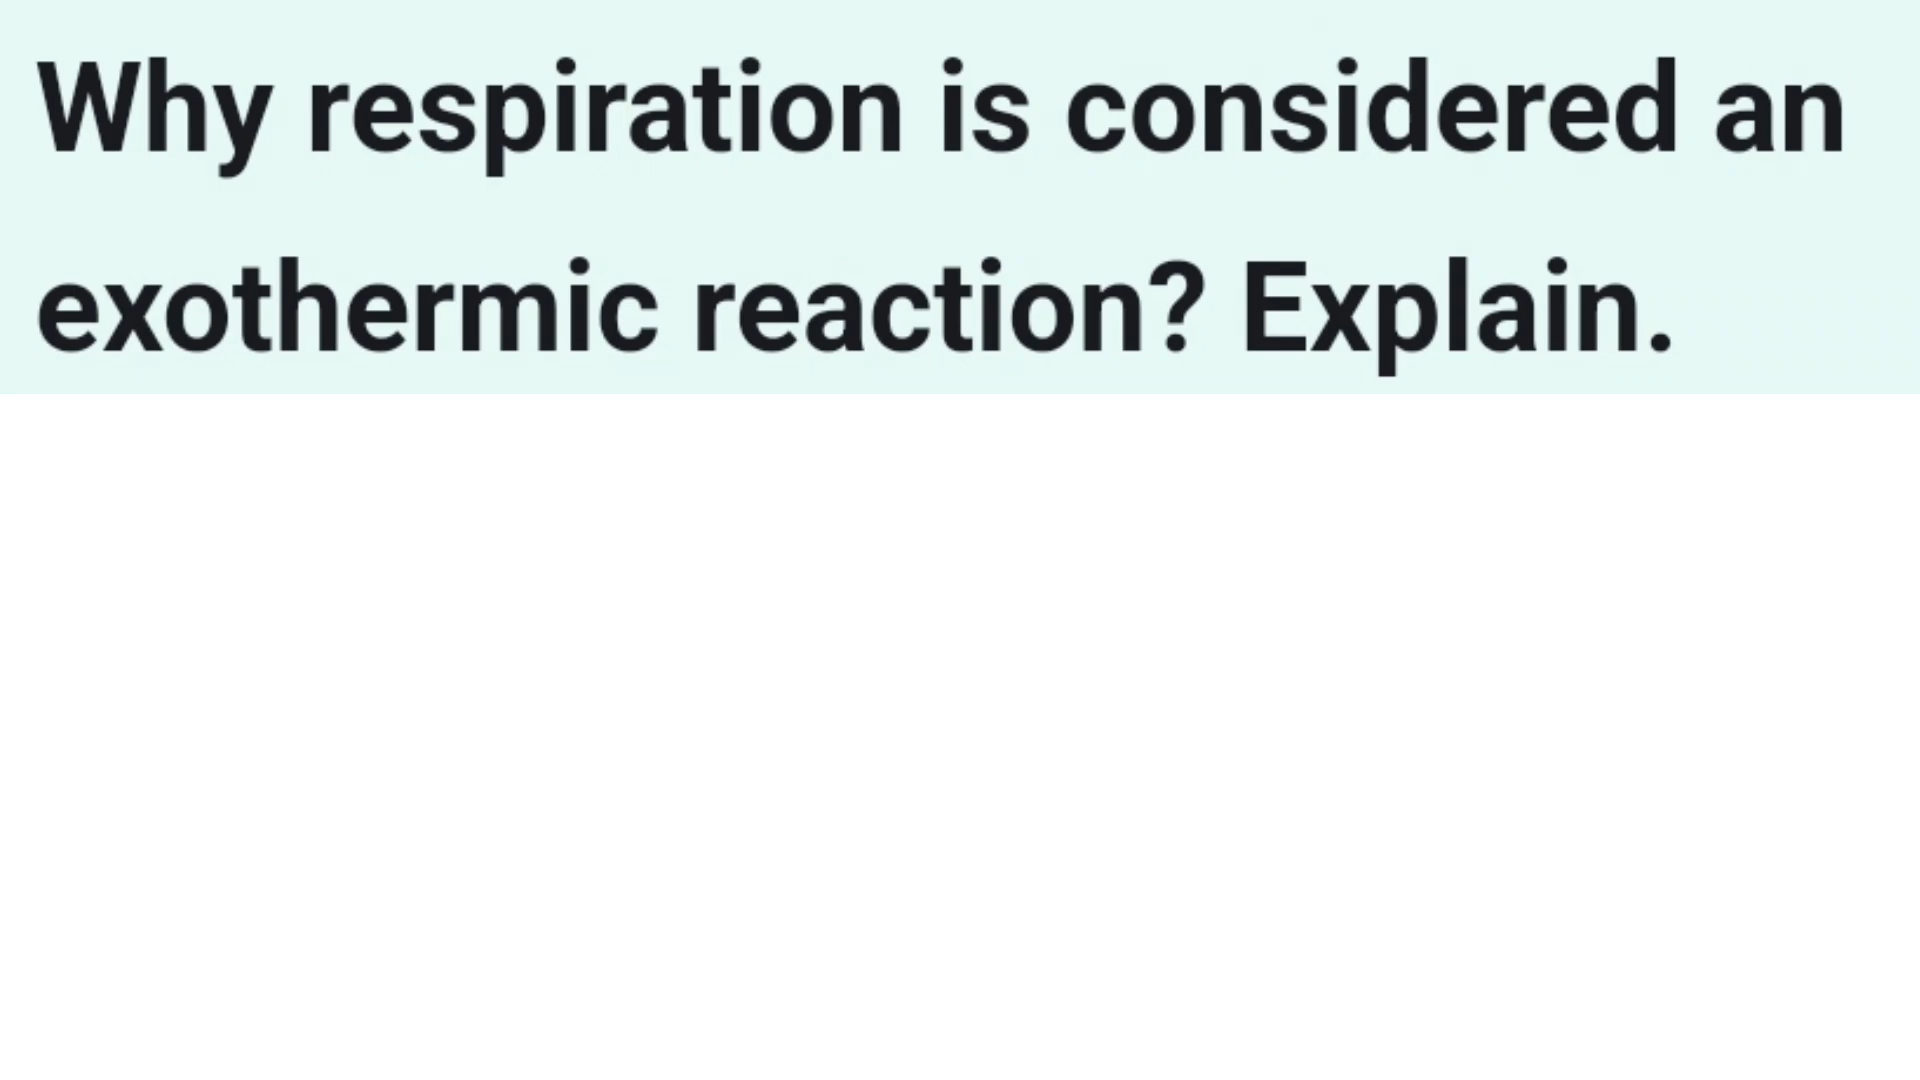 Why respiration is considered an
exothermic reaction? Explain.